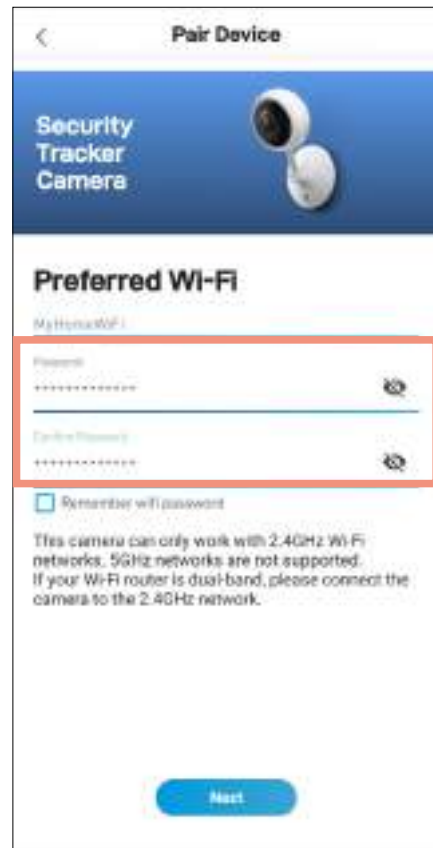 Pair Device
Security
Tracker
Camera
Preferred Wi-Fi
MyHomeWiFi
Password
•••••••••••••
Confirm Password
•••••••••••••
Remember wifi password
This camera can only work with 2.4GHz Wi-Fi
networks. 5GHz networks are not supported.
If your Wi-Fi router is dual-band, please connect the
camera to the 2.4GHz network.
Next